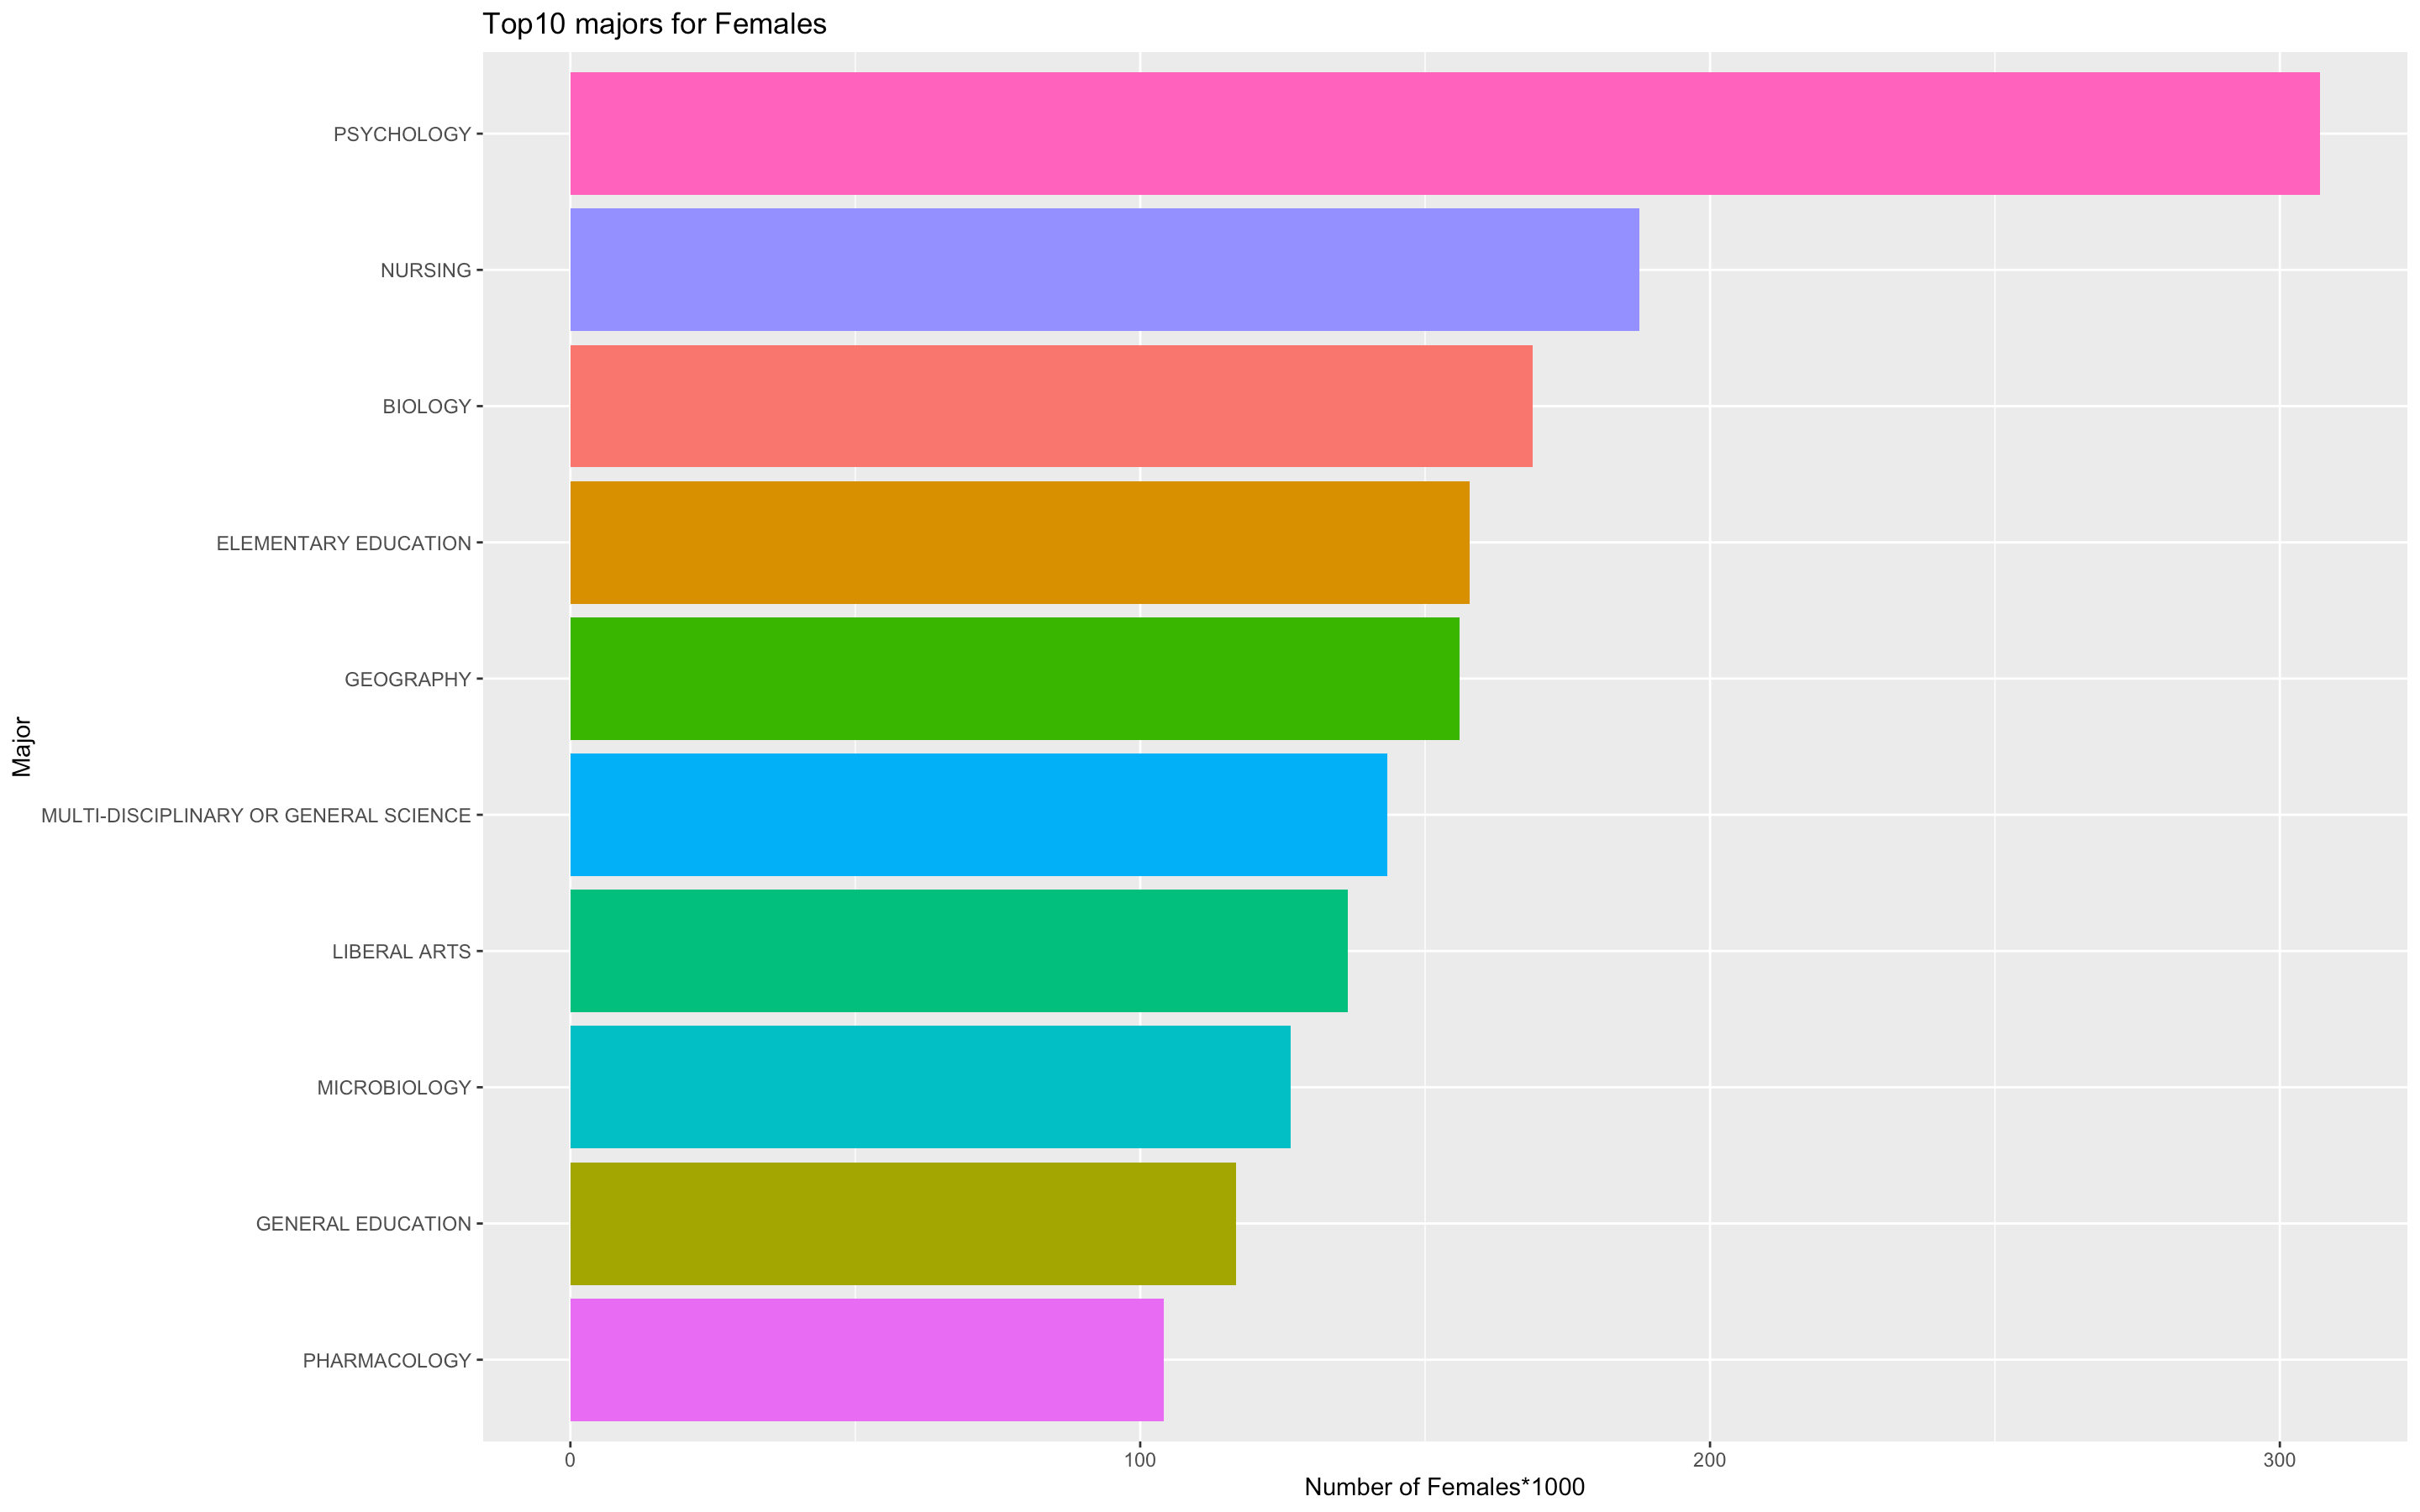 Top10 majors for Females
Major
PSYCHOLOGY
NURSING
BIOLOGY
ELEMENTARY EDUCATION
GEOGRAPHY
MULTI-DISCIPLINARY OR GENERAL SCIENCE
LIBERAL ARTS
MICROBIOLOGY
GENERAL EDUCATION
PHARMACOLOGY
0 100 200 300
Number of Females*1000